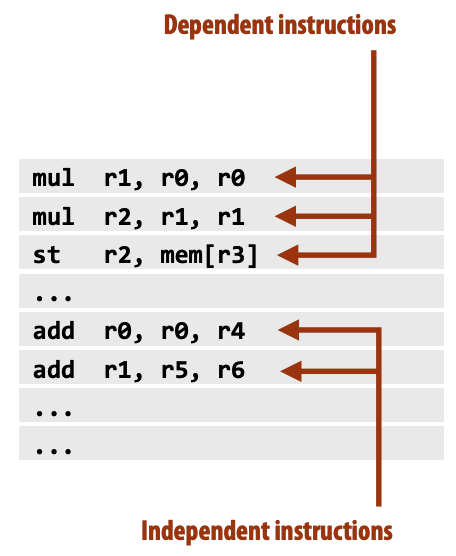 Dependent instructions
mul r1, r0, r0
mul r2, r1, r1
st r2, mem[r3]
...
add r0, r0, r4
add r1, r5, r6
...
...
Independent instructions